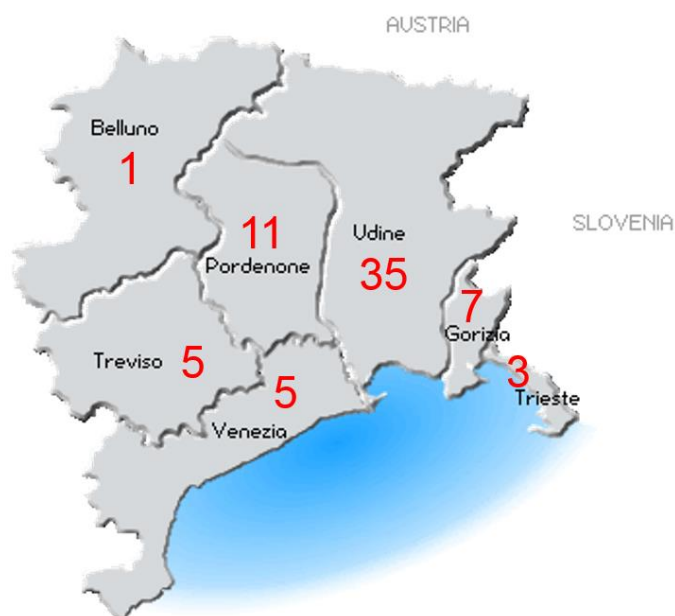 AUSTRIA
Belluno
1
11
Pordenone
Udine
35
SLOVENIA
7
Gorizia
Treviso
5
5
Venezia
3
Trieste